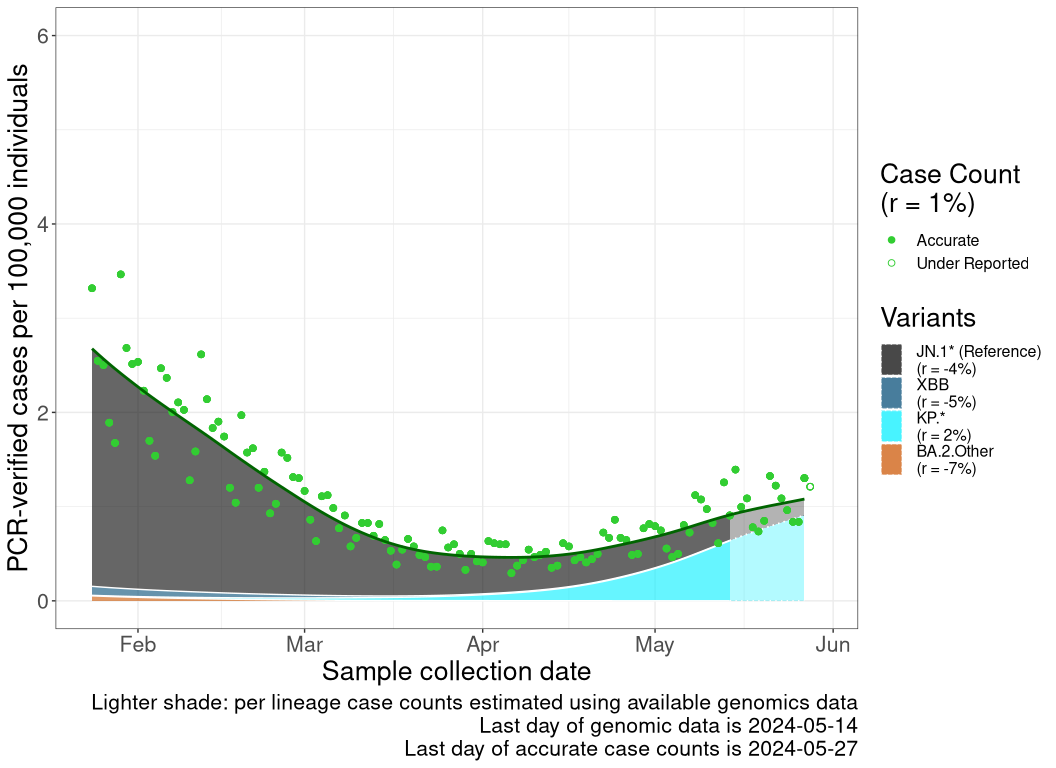 PCR-verified cases per 100,000 individuals
6
4
2
0
Feb
Mar
Apr
May
Jun
Sample collection date
Lighter shade: per lineage case counts estimated using available genomics data
Last day of genomic data is 2024-05-14
Last day of accurate case counts is 2024-05-27
Case Count
(r = 1%)
Accurate
Under Reported
Variants
JN.1* (Reference)
(r = -4%)
XBB
(r = -5%)
KP.*
(r = 2%)
BA.2.Other
(r = -7%)